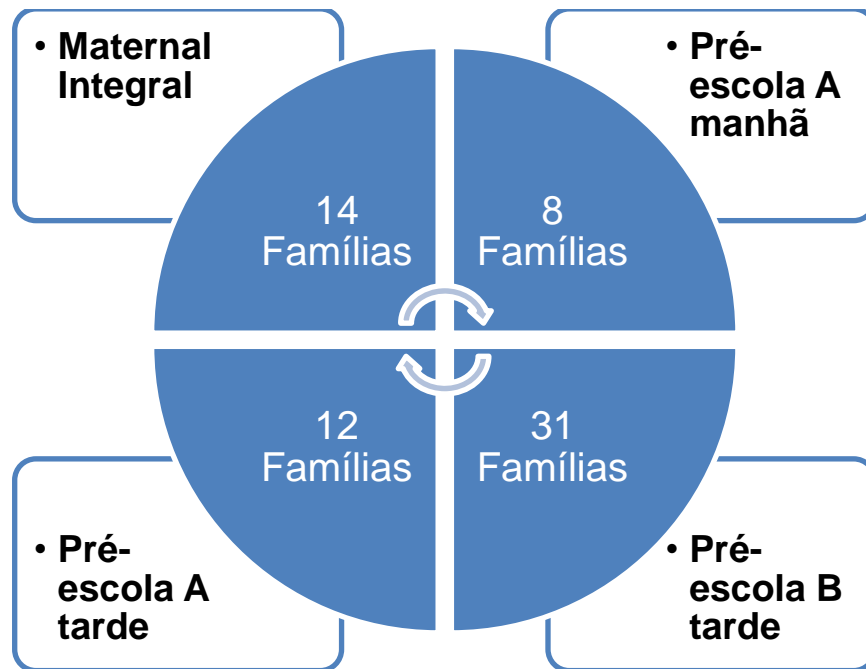 • Maternal
Integral
• Pré-
escola A
manhã
14
Famílias
8
Famílias
12
Famílias
31
Famílias
• Pré-
escola A
tarde
• Pré-
escola B
tarde